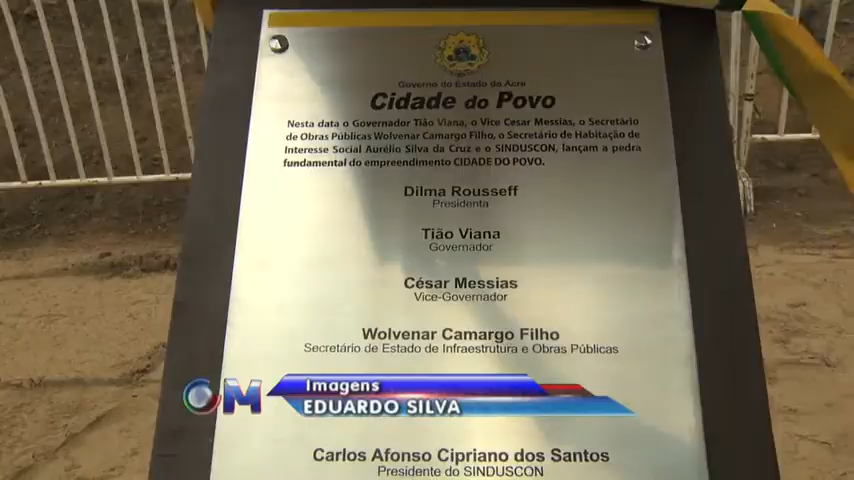 Governo do Estado do Acre
Cidade do Povo
Nesta data o Governador Tião Viana, o Vice Cesar Messias, o Secretário
de Obras Públicas Wolvenar Camargo Filho, o Secretário de Habitação de
Interesse Social Aurélio Silva da Cruz e o SINDUSCON, lançam a pedra
fundamental do empreendimento CIDADE DO POVO.
Dilma Rousseff
Presidenta
Tião Viana
Governador
César Messias
Vice-Governador
Wolvenar Camargo Filho
Secretário de Estado de Infraestrutura e Obras Públicas
M
Imagens
EDUARDO SILVA
Carlos Afonso Cipriano dos Santos
Presidente do SINDUSCON